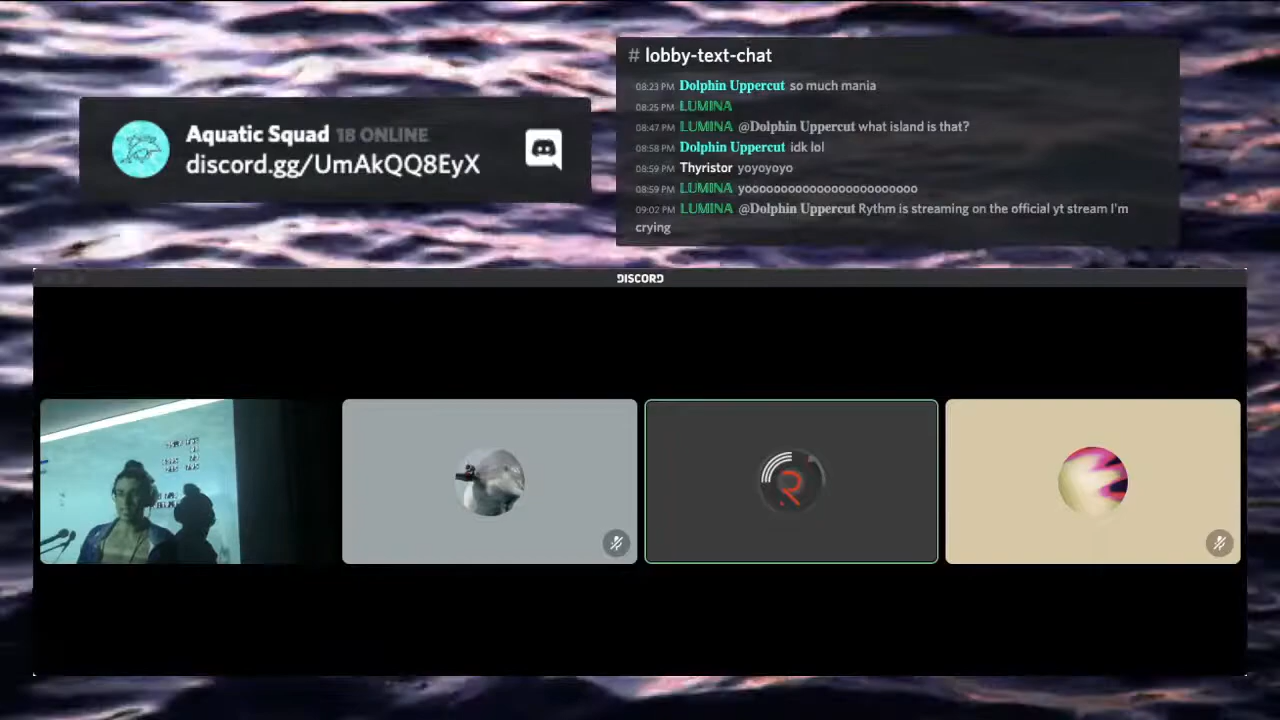 Aquatic Squad 18 ONLINE
discord.gg/UmAkQQ8EyX
# lobby-text-chat
08:23 PM Dolphin Uppercut so much mania
08:25 PM LUMINA
08:47 PM LUMINA @Dolphin Uppercut what island is that?
08:58 PM Dolphin Uppercut idk lol
08:59 PM Thyristor yoyoyoyo
08:59 PM LUMINA yoooooooooooooooooooooooo
09:02 PM LUMINA @Dolphin Uppercut Rythm is streaming on the official yt stream I'm
crying
DISCORD
R